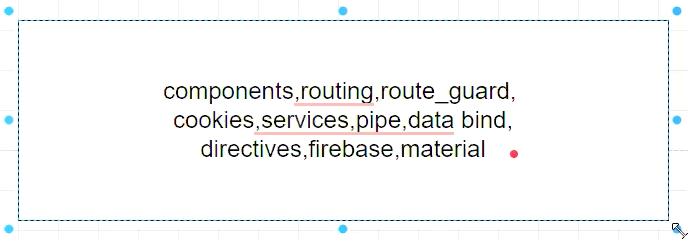 components,routing,route_guard,
cookies,services,pipe,data bind,
directives,firebase,material